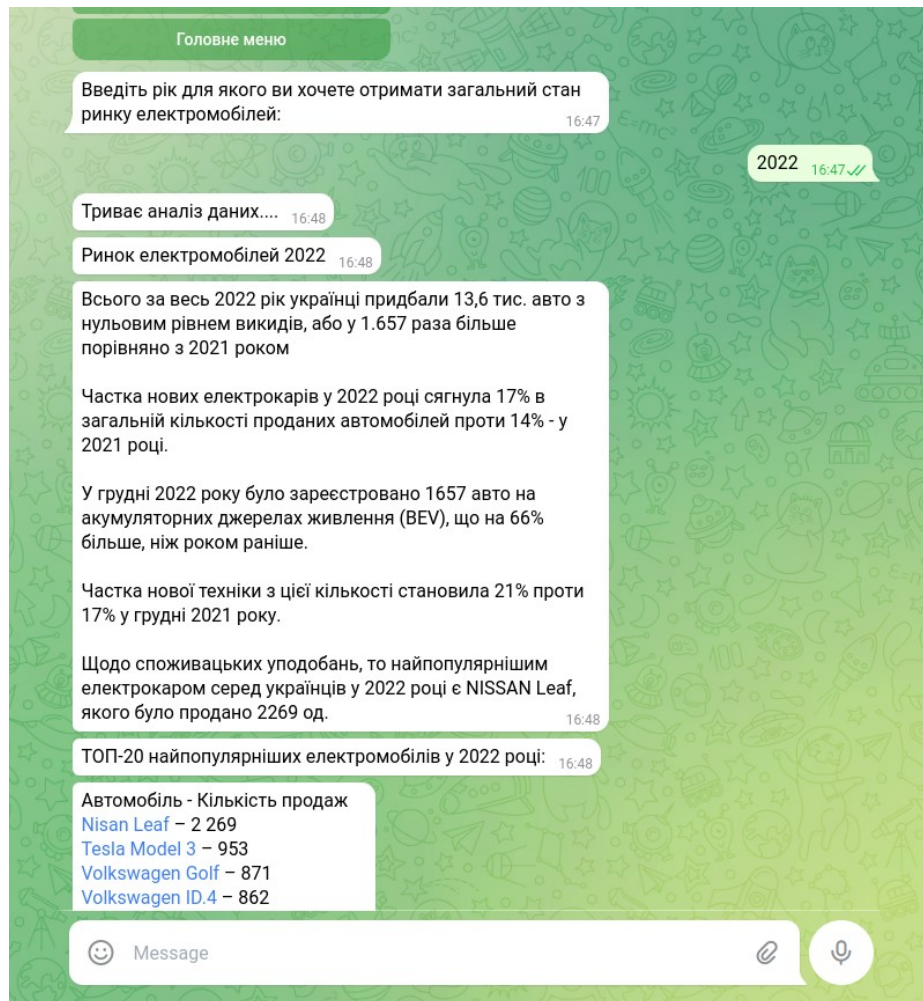 Головне меню
Введіть рік для якого ви хочете отримати загальний стан
ринку електромобілей:
16:47
2022 16:47
Триває аналіз даних.... 16:48
Ринок електромобілей 2022 16:48
Всього за весь 2022 рік українці придбали 13,6 тис. авто з
нульовим рівнем викидів, або у 1.657 раза більше
порівняно з 2021 роком
Частка нових електрокарів у 2022 році сягнула 17% в
загальній кількості проданих автомобілей проти 14% - у
2021 році.
У грудні 2022 року було зареєстровано 1657 авто на
акумуляторних джерелах живлення (BEV), що на 66%
більше, ніж роком раніше.
Частка нової техніки з цієї кількості становила 21% проти
17% у грудні 2021 року.
Щодо споживацьких уподобань, то найпопулярнішим
електрокаром серед українців у 2022 році є NISSAN Leaf,
якого було продано 2269 од.
16:48
ТОП-20 найпопулярніших електромобілів у 2022 році: 16:48
Автомобіль - Кількість продаж
Nisan Leaf – 2 269
Tesla Model 3 – 953
Volkswagen Golf – 871
Volkswagen ID.4 – 862
Message